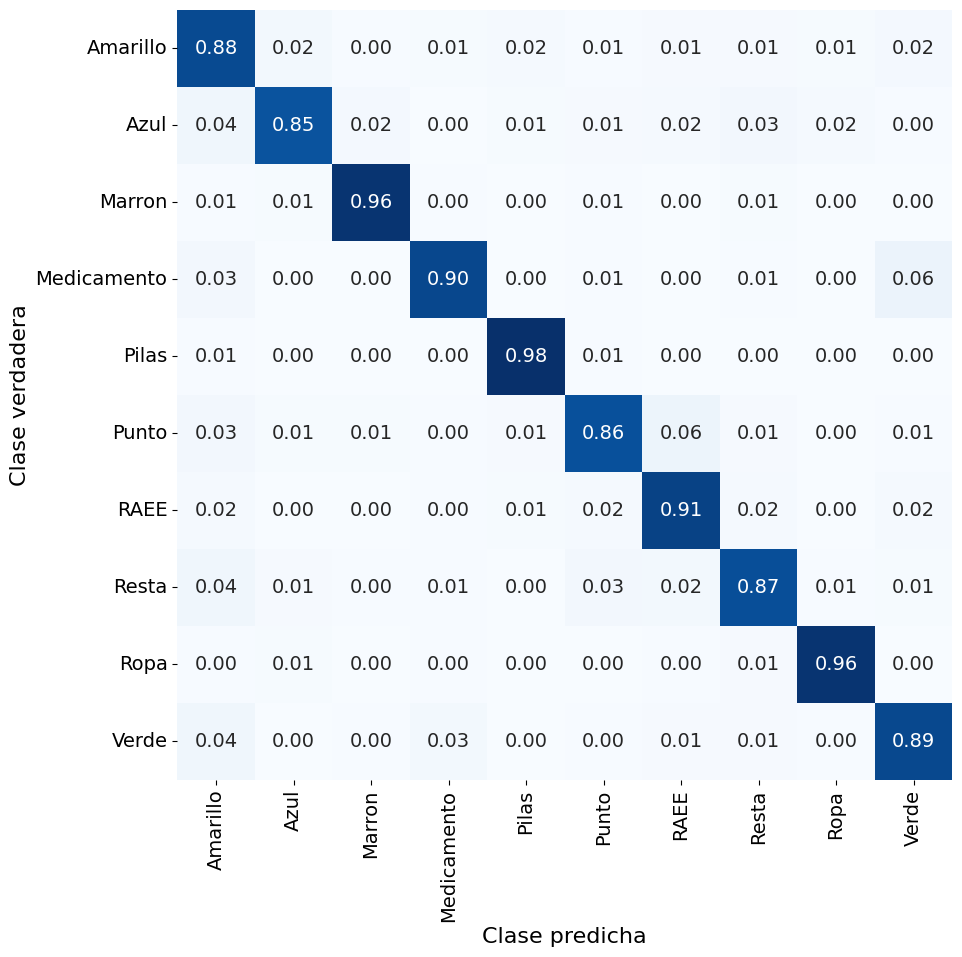 Amarillo 0.88 0.02 0.00 0.01 0.02 0.01 0.01 0.01 0.01 0.02
Azul 0.04 0.85 0.02 0.00 0.01 0.01 0.02 0.03 0.02 0.00
Marron 0.01 0.01 0.96 0.00 0.00 0.01 0.00 0.01 0.00 0.00
Medicamento 0.03 0.00 0.00 0.90 0.00 0.01 0.00 0.01 0.00 0.06
Pilas 0.01 0.00 0.00 0.00 0.98 0.01 0.00 0.00 0.00 0.00
Punto 0.03 0.01 0.01 0.00 0.01 0.86 0.06 0.01 0.00 0.01
RAEE 0.02 0.00 0.00 0.00 0.01 0.02 0.91 0.02 0.00 0.02
Resta 0.04 0.01 0.00 0.01 0.00 0.03 0.02 0.87 0.01 0.01
Ropa 0.00 0.01 0.00 0.00 0.00 0.00 0.00 0.01 0.96 0.00
Verde 0.04 0.00 0.00 0.03 0.00 0.00 0.01 0.01 0.00 0.89
Clase verdadera
Amarillo Azul Marron Medicamento Pilas Punto RAEE Resta Ropa Verde
Clase predicha